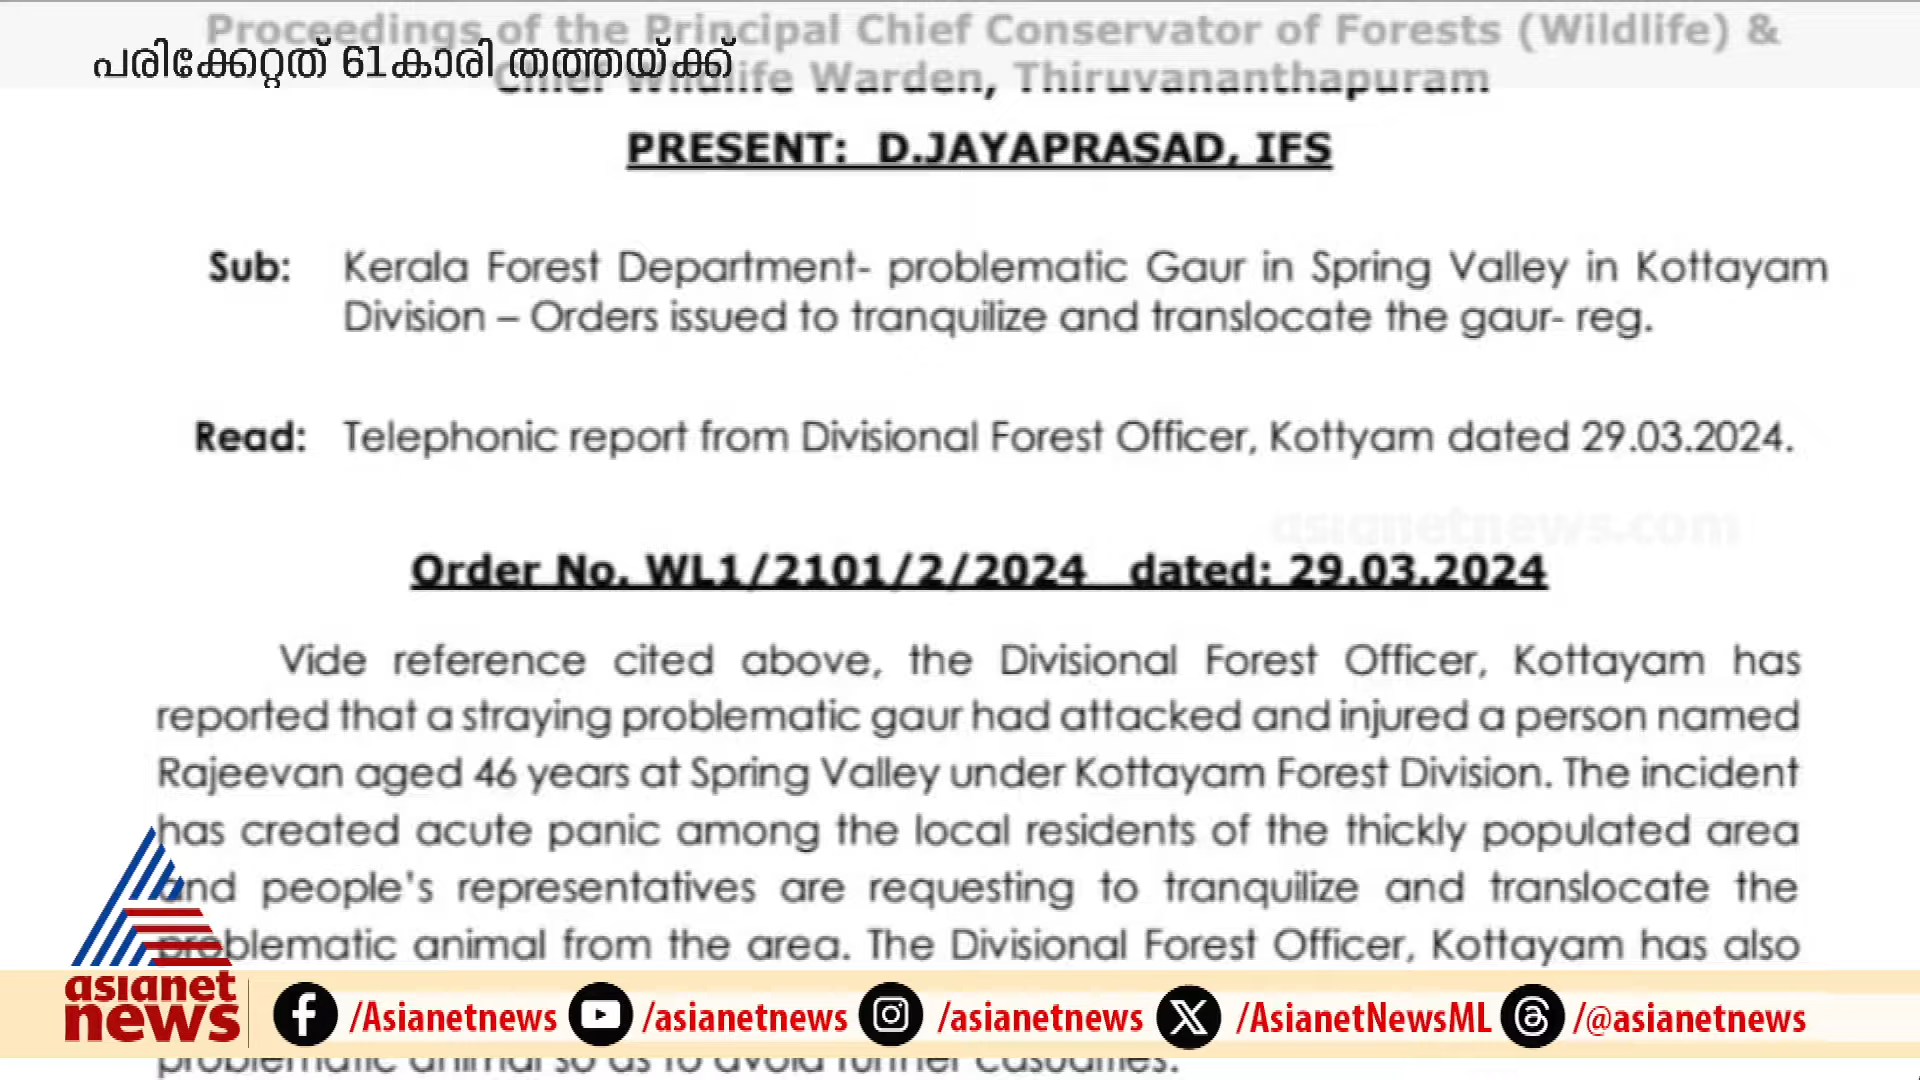 Proceedings of the Principal Chief Conservator of Forests (Wildlife) &
പരിക്കേറ്റത് 61കാരി തത്തയ്ക്ക്
Chief Wildlife Warden, Thiruvananthapuram
PRESENT: D.JAYAPRASAD, IFS
Sub: Kerala Forest Department- problematic Gaur in Spring Valley in Kottayam
Division – Orders issued to tranquilize and translocate the gaur- reg.
Read: Telephonic report from Divisional Forest Officer, Kottyam dated 29.03.2024.
asianetnews.com
Order No. WL1/2101/2/2024 dated: 29.03.2024
Vide reference cited above, the Divisional Forest Officer, Kottayam has
reported that a straying problematic gaur had attacked and injured a person named
Rajeevan aged 46 years at Spring Valley under Kottayam Forest Division. The incident
has created acute panic among the local residents of the thickly populated area
and people's representatives are requesting to tranquilize and translocate the
problematic animal from the area. The Divisional Forest Officer, Kottayam has also
asianet
news
/Asianetnews
/asianetnews
/asianetnews
/AsianetNewsML
/@asianetnews
problematic animal so as to avoid further casualties.